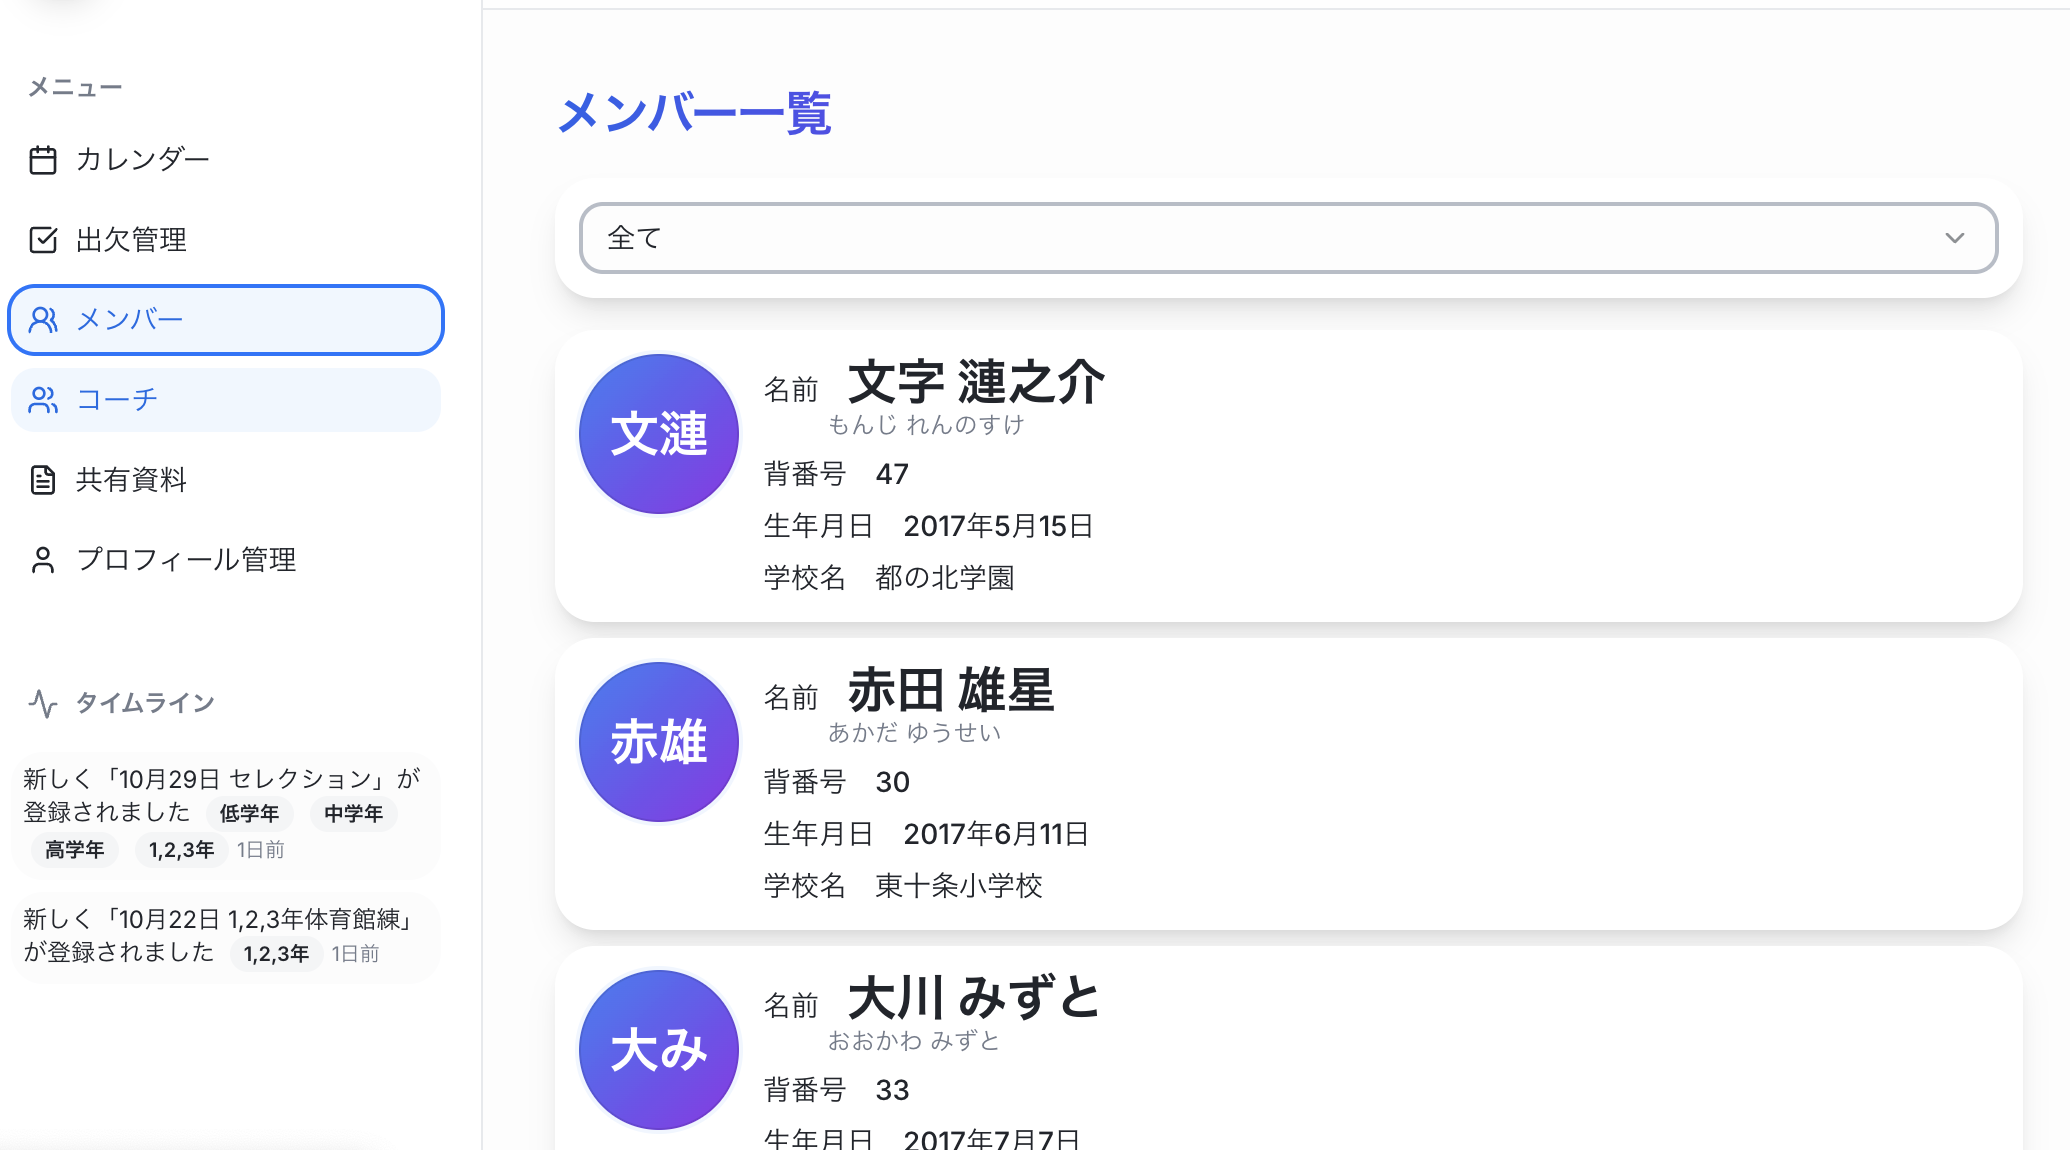 メニュー
カレンダー
出欠管理
メンバー
コーチ
共有資料
プロフィール管理
タイムライン
新しく「10月29日 セレクション」が
登録されました 低学年 中学年
高学年 1,2,3年 1日前
新しく「10月22日 1,2,3年体育館練」
が登録されました 1,2,3年 1日前
メンバー一覧
全て
文漣
名前 文字 漣之介
もんじ れんのすけ
背番号 47
生年月日 2017年5月15日
学校名 都の北学園
赤雄
名前 赤田 雄星
あかだ ゆうせい
背番号 30
生年月日 2017年6月11日
学校名 東十条小学校
大み
名前 大川 みずと
おおかわ みずと
背番号 33
生年月日 2017年7月7日